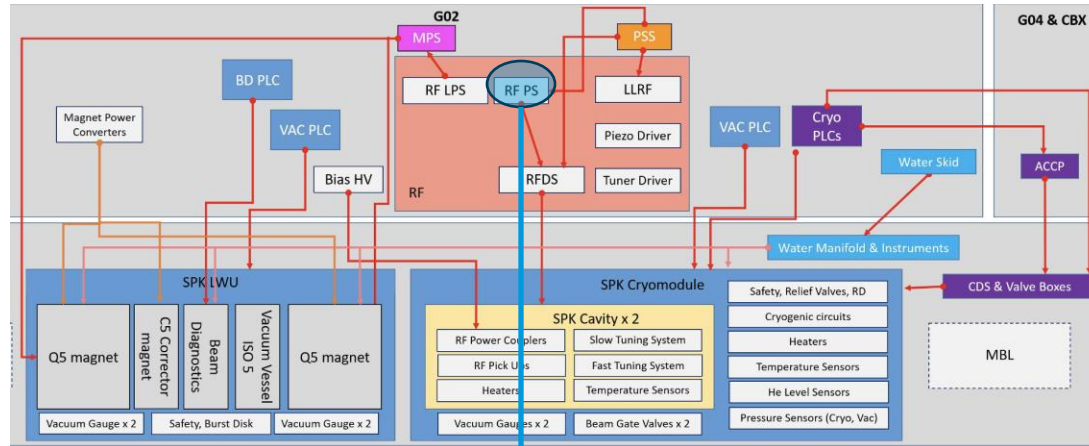 G02
G04 & CBX
MPS
PSS
BD PLC
RF LPS
RF PS
LLRF
Magnet Power
Converters
VAC PLC
VAC PLC
Cryo
PLCs
Piezo Driver
Water Skid
ACCP
Bias HV
RFDS
Tuner Driver
RF
Water Manifold & Instruments
SPK LWU
SPK Cryomodule
CDS & Valve Boxes
Q5 magnet
C5 Corrector
magnet
Beam
Diagnostics
Vacuum Vessel
ISO 5
Q5 magnet
SPK Cavity x 2
RF Power Couplers
Slow Tuning System
RF Pick Ups
Fast Tuning System
Heaters
Temperature Sensors
Safety, Relief Valves, RD
Cryogenic circuits
Heaters
Temperature Sensors
He Level Sensors
Pressure Sensors (Cryo, Vac)
MBL
Vacuum Gauge x 2
Safety, Burst Disk
Vacuum Gauge x 2
Vacuum Gauges x 2
Beam Gate Valves x 2